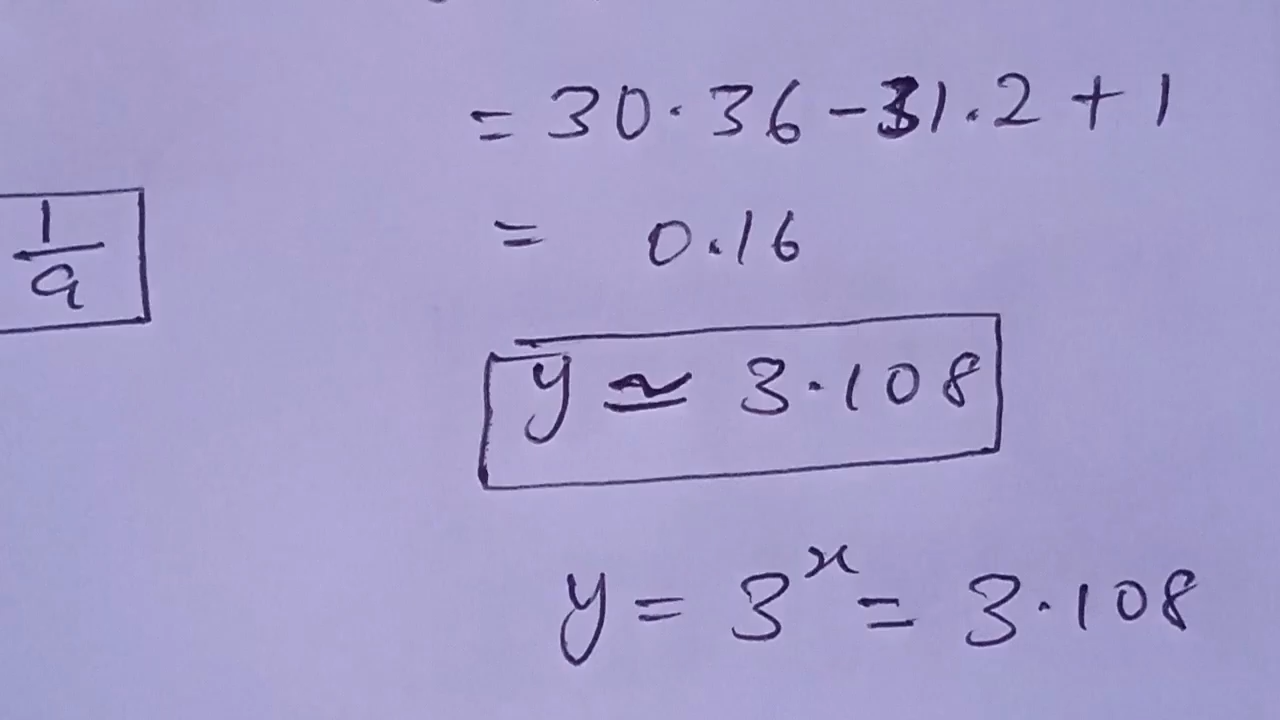 = 30.36 - 31.2 + 1
= 0.16
1/9
y ≃ 3.108
y = 3^x = 3.108